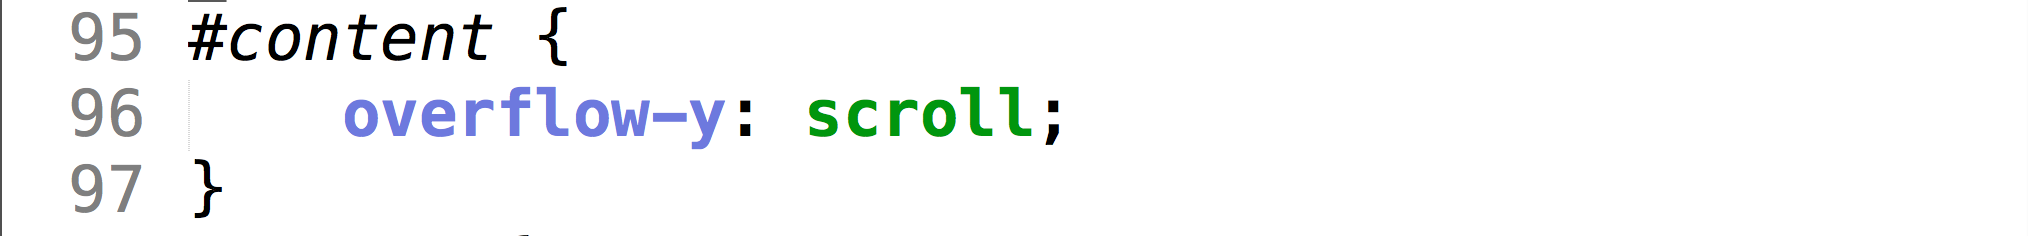 95 #content {
96     overflow-y: scroll;
97 }